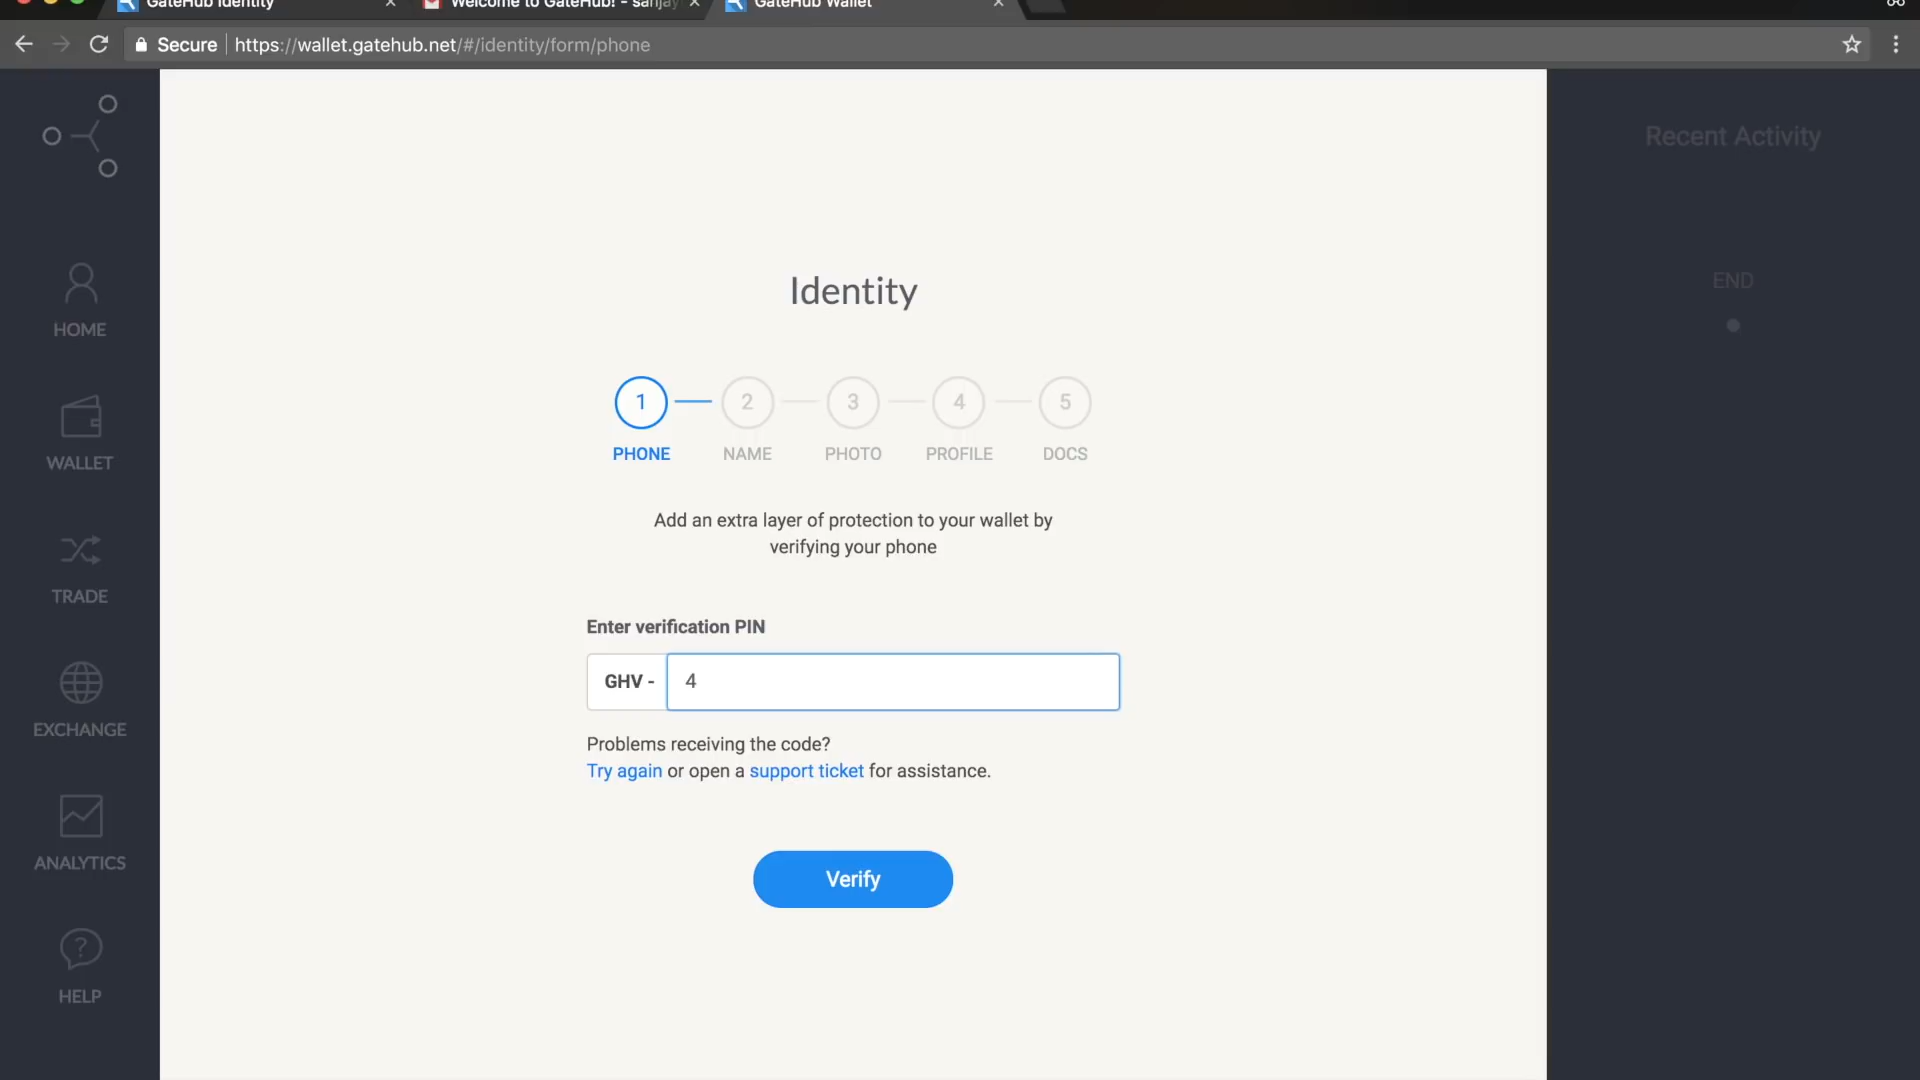 GateHub Identity
Welcome to GateHub! - sanjay
GateHub Wallet
Secure
https://wallet.gatehub.net/#/identity/form/phone
Recent Activity
END
HOME
WALLET
TRADE
EXCHANGE
ANALYTICS
?
HELP
Identity
1 2 3 4 5
PHONE NAME PHOTO PROFILE DOCS
Add an extra layer of protection to your wallet by
verifying your phone
Enter verification PIN
GHV - 4
Problems receiving the code?
Try again or open a support ticket for assistance.
Verify